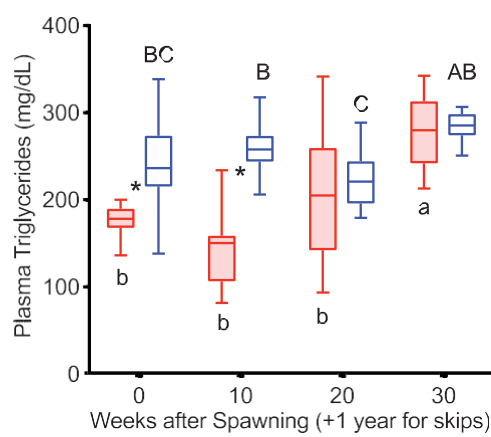 400
300
200
100
0
Plasma Triglycerides (mg/dL)
BC
B
C
AB
*
*
b
b
b
a
0 10 20 30
Weeks after Spawning (+1 year for skips)